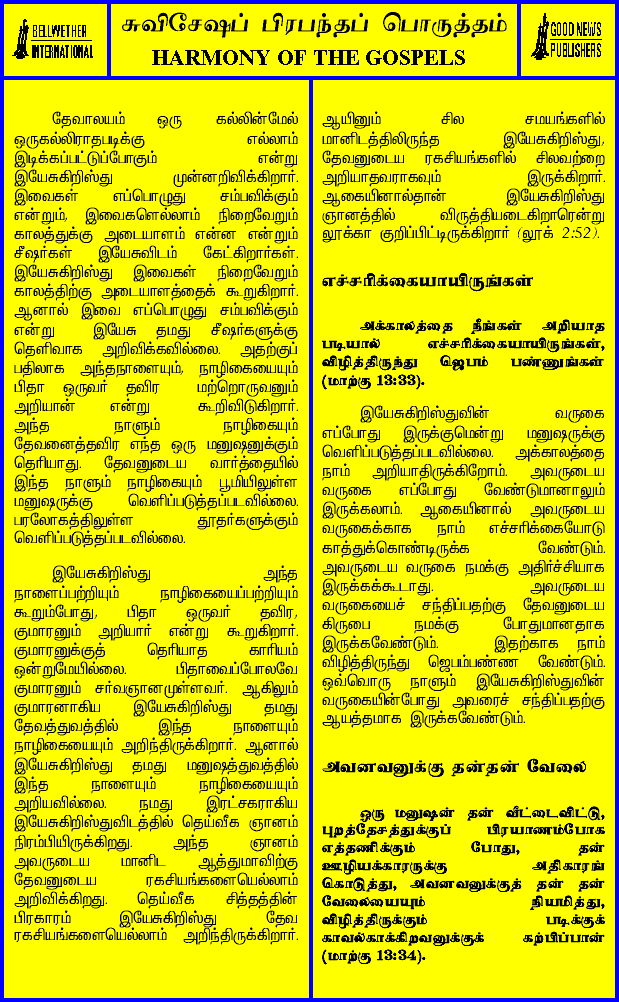 BELLWETHER
INTERNATIONAL
சுவிசேஷப் பிரபந்தப் பொருத்தம்
HARMONY OF THE GOSPELS
GOOD NEWS
PUBLISHERS
தேவாலயம் ஒரு கல்லின்மேல்
ஒருகல்லிராதபடிக்கு எல்லாம்
இடிக்கப்பட்டுப்போகும் என்று
இயேசுகிறிஸ்து முன்னறிவிக்கிறார்.
இவைகள் எப்பொழுது சம்பவிக்கும்
என்றும், இவைகளெல்லாம் நிறைவேறும்
காலத்துக்கு அடையாளம் என்ன என்றும்
சீஷர்கள் இயேசுவிடம் கேட்கிறார்கள்.
இயேசுகிறிஸ்து இவைகள் நிறைவேறும்
காலத்திற்கு அடையாளத்தைக் கூறுகிறார்.
ஆனால் இவை எப்பொழுது சம்பவிக்கும்
என்று இயேசு தமது சீஷர்களுக்கு
தெளிவாக அறிவிக்கவில்லை. அதற்குப்
பதிலாக அந்தநாளையும், நாழிகையையும்
பிதா ஒருவர் தவிர மற்றொருவனும்
அறியான் என்று கூறிவிடுகிறார்.
அந்த நாளும் நாழிகையும்
தேவனைத்தவிர எந்த ஒரு மனுஷனுக்கும்
தெரியாது. தேவனுடைய வார்த்தையில்
இந்த நாளும் நாழிகையும் பூமியிலுள்ள
மனுஷருக்கு வெளிப்படுத்தப்படவில்லை.
பரலோகத்திலுள்ள தூதர்களுக்கும்
வெளிப்படுத்தப்படவில்லை.
இயேசுகிறிஸ்து அந்த
நாளைப்பற்றியும் நாழிகையைப்பற்றியும்
கூறும்போது, பிதா ஒருவர் தவிர,
குமாரனும் அறியார் என்று கூறுகிறார்.
குமாரனுக்குத் தெரியாத காரியம்
ஒன்றுமேயில்லை. பிதாவைப்போலவே
குமாரனும் சர்வஞானமுள்ளவர். ஆகிலும்
குமாரனாகிய இயேசுகிறிஸ்து தமது
தேவத்துவத்தில் இந்த நாளையும்
நாழிகையையும் அறிந்திருக்கிறார். ஆனால்
இயேசுகிறிஸ்து தமது மனுஷத்துவத்தில்
இந்த நாளையும் நாழிகையையும்
அறியவில்லை. நமது இரட்சகராகிய
இயேசுகிறிஸ்துவிடத்தில் தெய்வீக ஞானம்
நிரம்பியிருக்கிறது. அந்த ஞானம்
அவருடைய மானிட ஆத்துமாவிற்கு
தேவனுடைய ரகசியங்களையெல்லாம்
அறிவிக்கிறது. தெய்வீக சித்தத்தின்
பிரகாரம் இயேசுகிறிஸ்து தேவ
ரகசியங்களையெல்லாம் அறிந்திருக்கிறார்.
ஆயினும் சில சமயங்களில்
மானிடத்திலிருந்த இயேசுகிறிஸ்து,
தேவனுடைய ரகசியங்களில் சிலவற்றை
அறியாதவராகவும் இருக்கிறார்.
ஆகையினால்தான் இயேசுகிறிஸ்து
ஞானத்தில் விருத்தியடைகிறாரென்று
லூக்கா குறிப்பிட்டிருக்கிறார் (லூக் 2:52).
எச்சரிக்கையாயிருங்கள்
அக்காலத்தை நீங்கள் அறியாத
படியால் எச்சரிக்கையாயிருங்கள்,
விழித்திருந்து ஜெபம் பண்ணுங்கள்
(மாற்கு 13:33).
இயேசுகிறிஸ்துவின் வருகை
எப்போது இருக்குமென்று மனுஷருக்கு
வெளிப்படுத்தப்படவில்லை. அக்காலத்தை
நாம் அறியாதிருக்கிறோம். அவருடைய
வருகை எப்போது வேண்டுமானாலும்
இருக்கலாம். ஆகையினால் அவருடைய
வருகைக்காக நாம் எச்சரிக்கையோடு
காத்துக்கொண்டிருக்க வேண்டும்.
அவருடைய வருகை நமக்கு அதிர்ச்சியாக
இருக்கக்கூடாது. அவருடைய
வருகையைச் சந்திப்பதற்கு தேவனுடைய
கிருபை நமக்கு போதுமானதாக
இருக்கவேண்டும். இதற்காக நாம்
விழித்திருந்து ஜெபம்பண்ண வேண்டும்.
ஒவ்வொரு நாளும் இயேசுகிறிஸ்துவின்
வருகையின்போது அவரைச் சந்திப்பதற்கு
ஆயத்தமாக இருக்கவேண்டும்.
அவனவனுக்கு தன்தன் வேலை
ஒரு மனுஷன் தன் வீட்டைவிட்டு,
புறத்தேசத்துக்குப் பிரயாணம்போக
எத்தணிக்கும் போது, தன்
ஊழியக்காரருக்கு அதிகாரங்
கொடுத்து, அவனவனுக்குத் தன் தன்
வேலையையும் நியமித்து,
விழித்திருக்கும் படிக்குக்
காவல்காக்கிறவனுக்குக் கற்பிப்பான்
(மாற்கு 13:34).